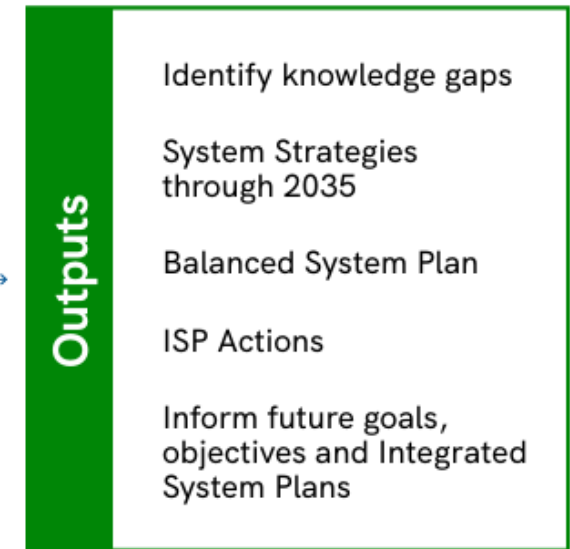 Outputs
Identify knowledge gaps
System Strategies
through 2035
Balanced System Plan
ISP Actions
Inform future goals,
objectives and Integrated
System Plans